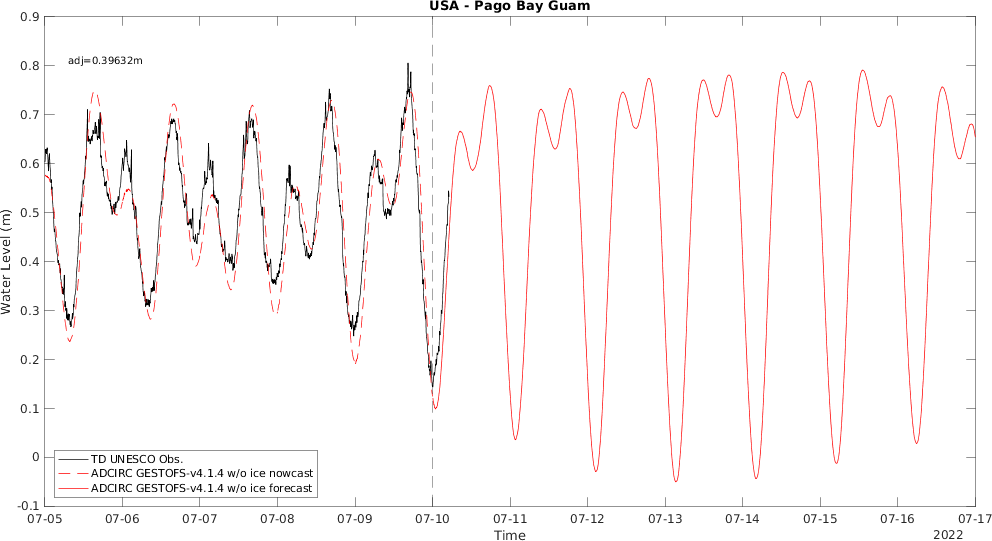 USA - Pago Bay Guam
adj=0.39632m
Water Level (m)
0.9
0.8
0.7
0.6
0.5
0.4
0.3
0.2
0.1
0
-0.1
TD UNESCO Obs.
ADCIRC GESTOFS-v4.1.4 w/o ice nowcast
ADCIRC GESTOFS-v4.1.4 w/o ice forecast
07-05 07-06 07-07 07-08 07-09 07-10 07-11 07-12 07-13 07-14 07-15 07-16 07-17
Time
2022